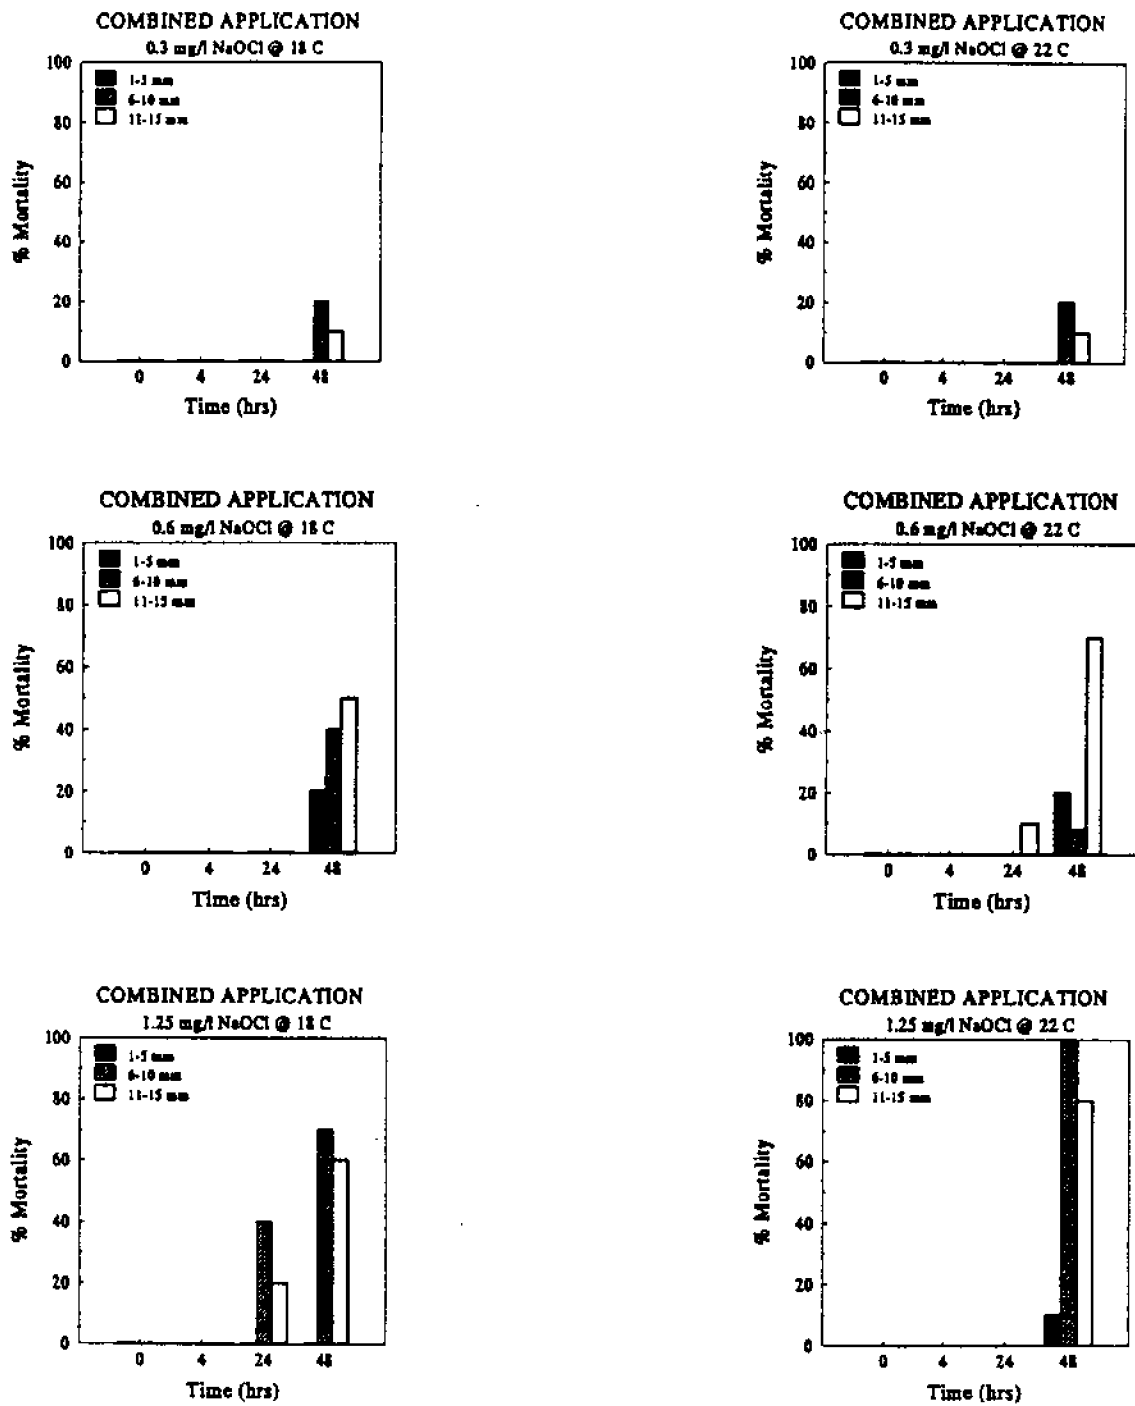 COMBINED APPLICATION
0.3 mg/l NaOCl @ 18 C
100
80
60
40
20
0
% Mortality
1-5 mm
6-10 mm
11-15 mm
0 4 24 48
Time (hrs)
COMBINED APPLICATION
0.3 mg/l NaOCl @ 22 C
100
80
60
40
20
0
% Mortality
1-5 mm
6-10 mm
11-15 mm
0 4 24 48
Time (hrs)
COMBINED APPLICATION
0.6 mg/l NaOCl @ 18 C
100
80
60
40
20
0
% Mortality
1-5 mm
6-10 mm
11-15 mm
0 4 24 48
Time (hrs)
COMBINED APPLICATION
0.6 mg/l NaOCl @ 22 C
100
80
60
40
20
0
% Mortality
1-5 mm
6-10 mm
11-15 mm
0 4 24 48
Time (hrs)
COMBINED APPLICATION
1.25 mg/l NaOCl @ 18 C
100
80
60
40
20
0
% Mortality
1-5 mm
6-10 mm
11-15 mm
0 4 24 48
Time (hrs)
COMBINED APPLICATION
1.25 mg/l NaOCl @ 22 C
100
80
60
40
20
0
% Mortality
1-5 mm
6-10 mm
11-15 mm
0 4 24 48
Time (hrs)